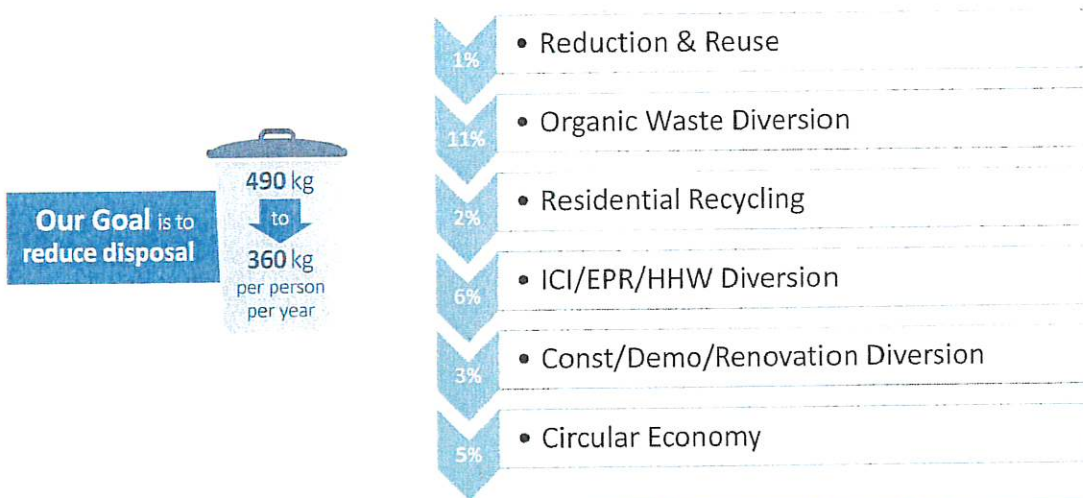 Our Goal is to
reduce disposal
490 kg
to
360 kg
per person
per year
1%
• Reduction & Reuse
11%
• Organic Waste Diversion
2%
• Residential Recycling
6%
• ICI/EPR/HHW Diversion
3%
• Const/Demo/Renovation Diversion
5%
• Circular Economy